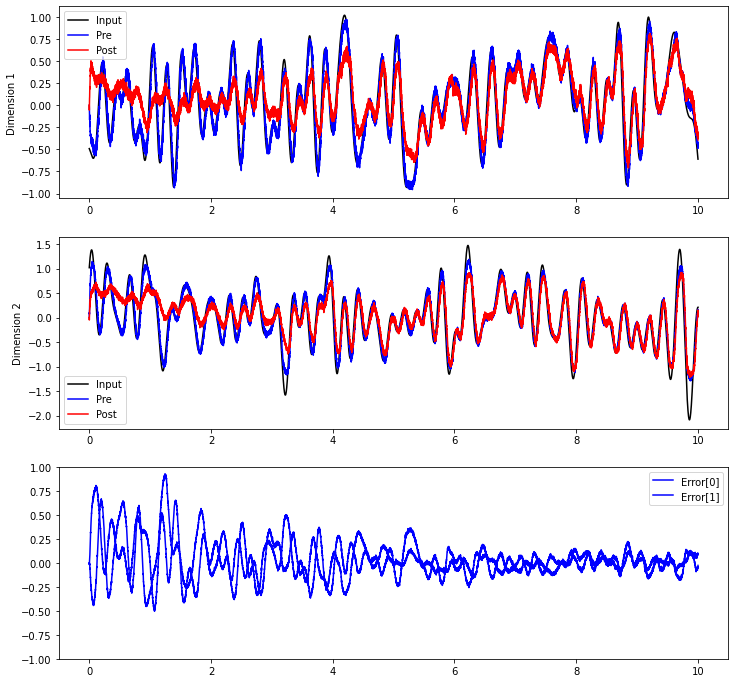 1.00
0.75
0.50
0.25
0.00
−0.25
−0.50
−0.75
−1.00
Dimension 1
Input
Pre
Post
0 2 4 6 8 10
1.5
1.0
0.5
0.0
−0.5
−1.0
−1.5
−2.0
Dimension 2
Input
Pre
Post
0 2 4 6 8 10
1.00
0.75
0.50
0.25
0.00
−0.25
−0.50
−0.75
−1.00
Error[0]
Error[1]
0 2 4 6 8 10